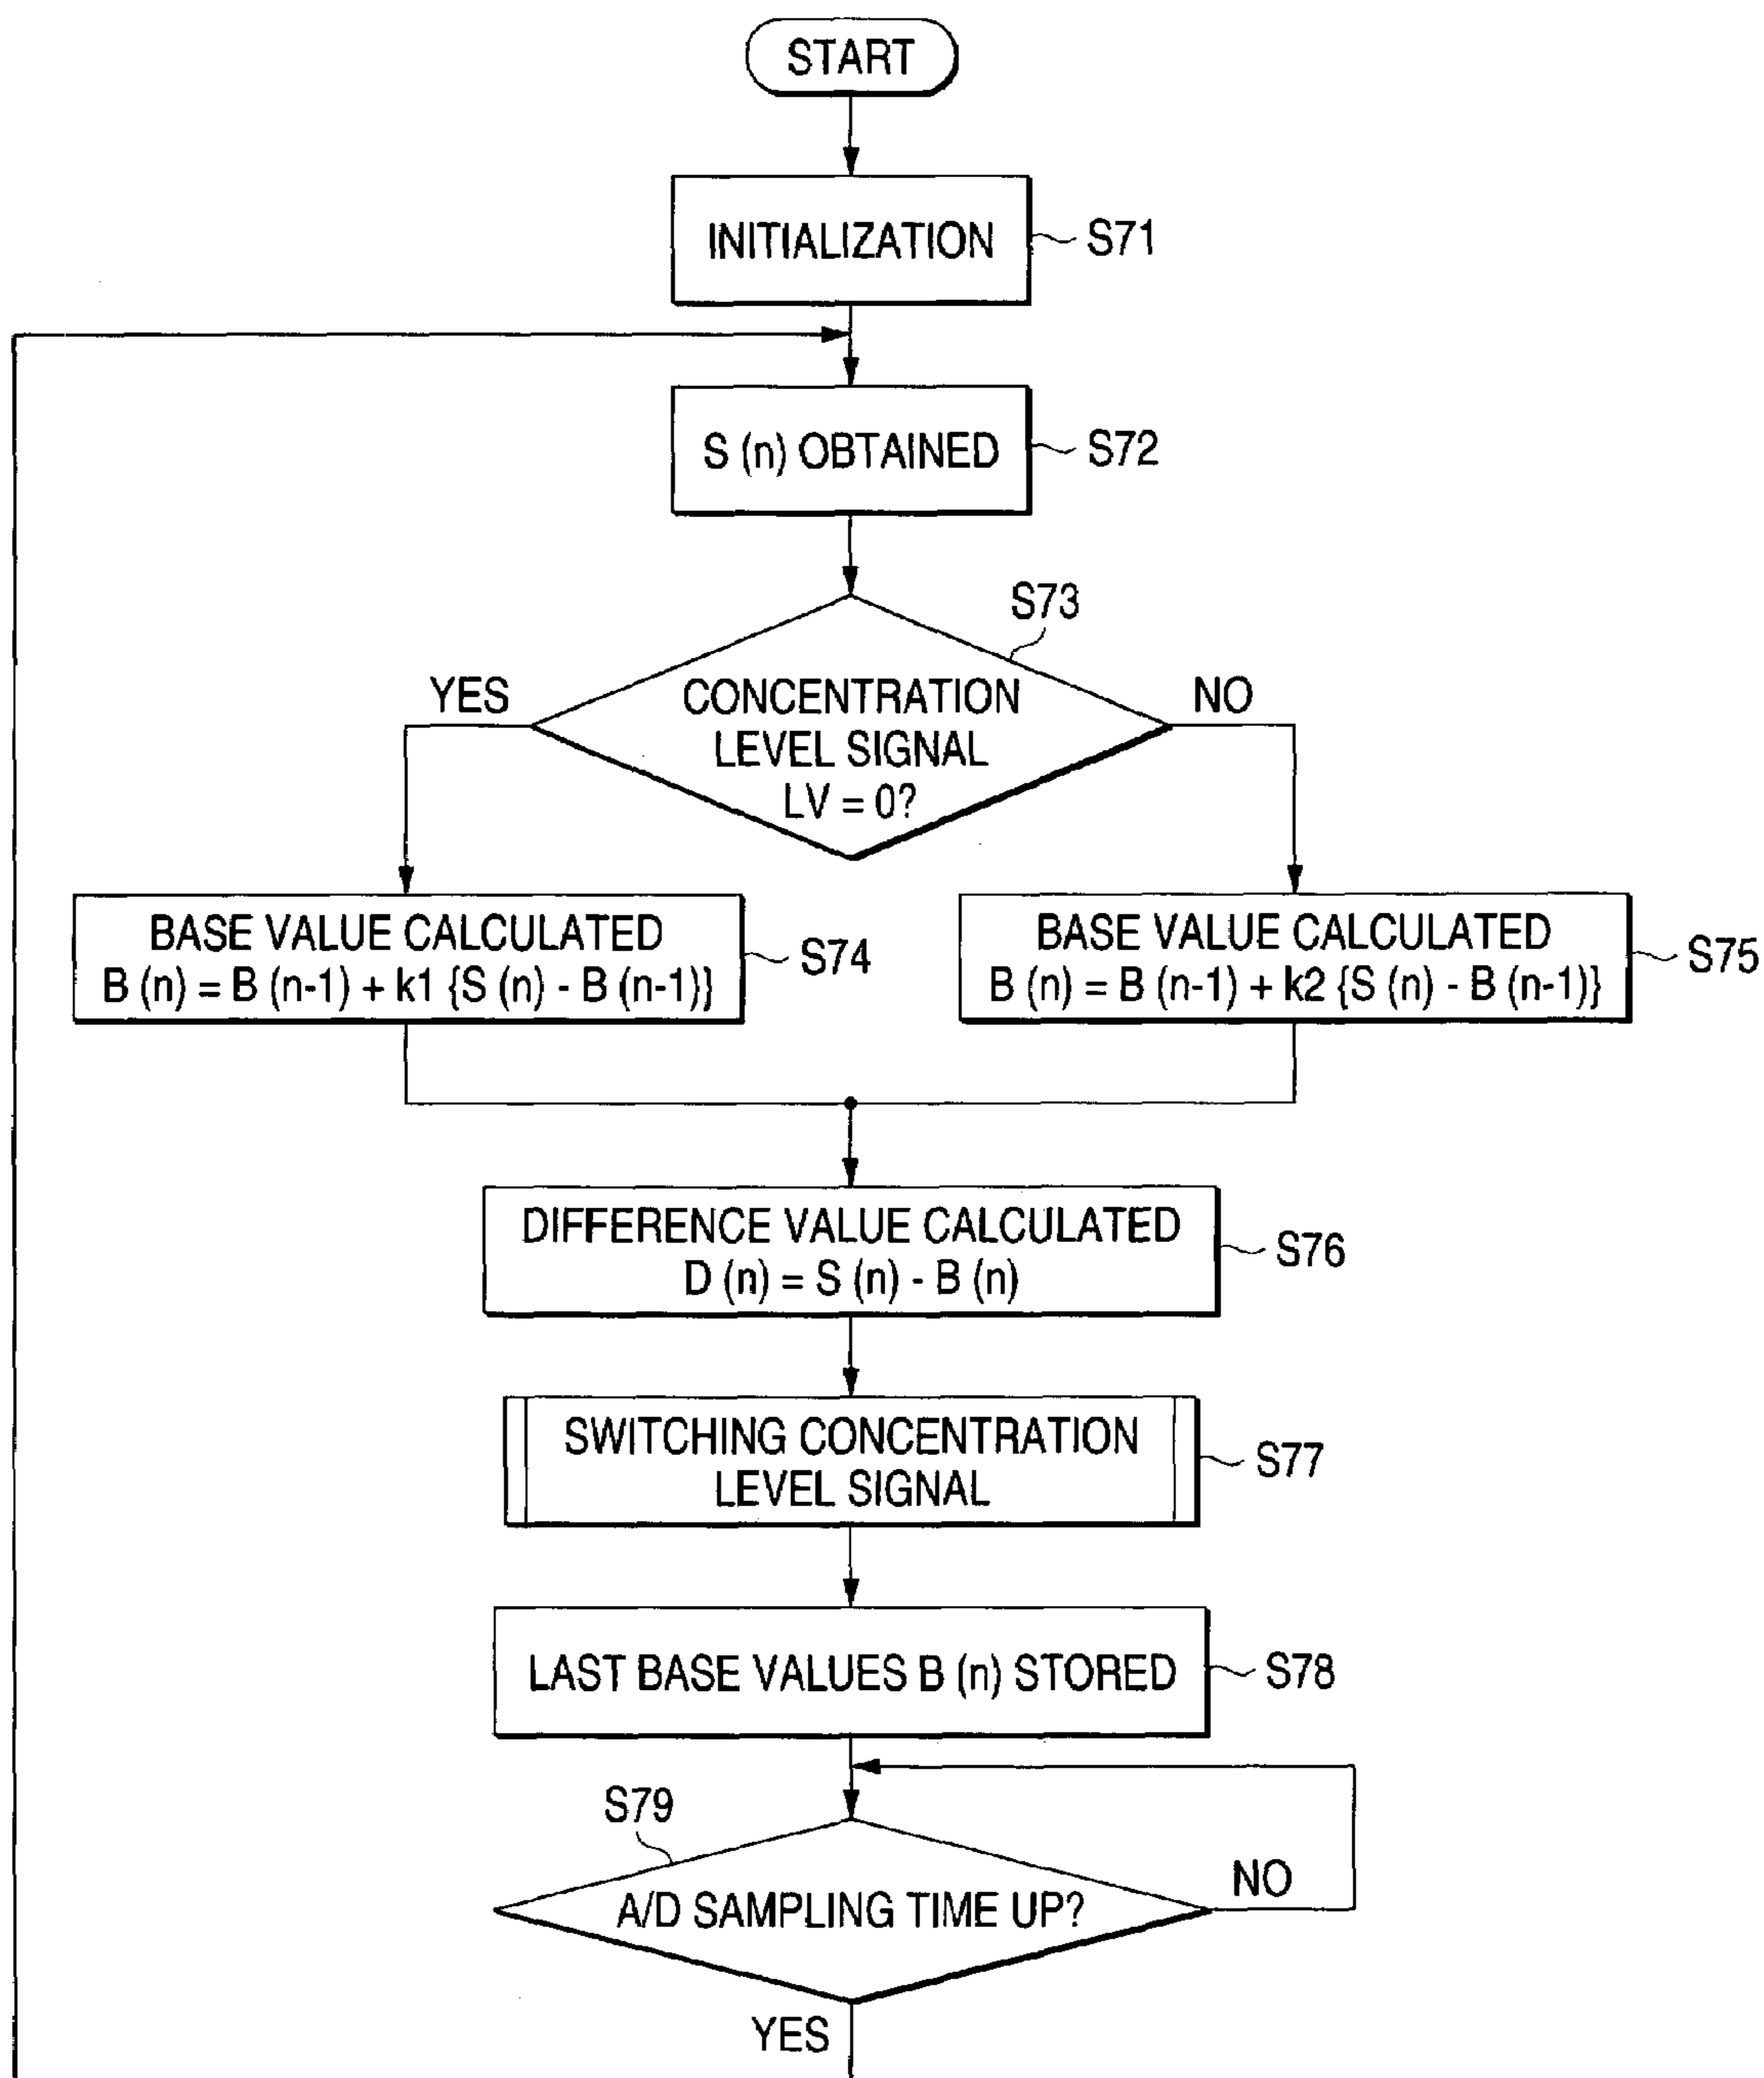 START
INITIALIZATION
S71
S (n) OBTAINED
S72
S73
YES
NO
CONCENTRATION
LEVEL SIGNAL
LV = 0?
BASE VALUE CALCULATED
B (n) = B (n-1) + k1 {S (n) - B (n-1)}
S74
BASE VALUE CALCULATED
B (n) = B (n-1) + k2 {S (n) - B (n-1)}
S75
DIFFERENCE VALUE CALCULATED
D (n) = S (n) - B (n)
S76
SWITCHING CONCENTRATION
LEVEL SIGNAL
S77
LAST BASE VALUES B (n) STORED
S78
S79
A/D SAMPLING TIME UP?
NO
YES